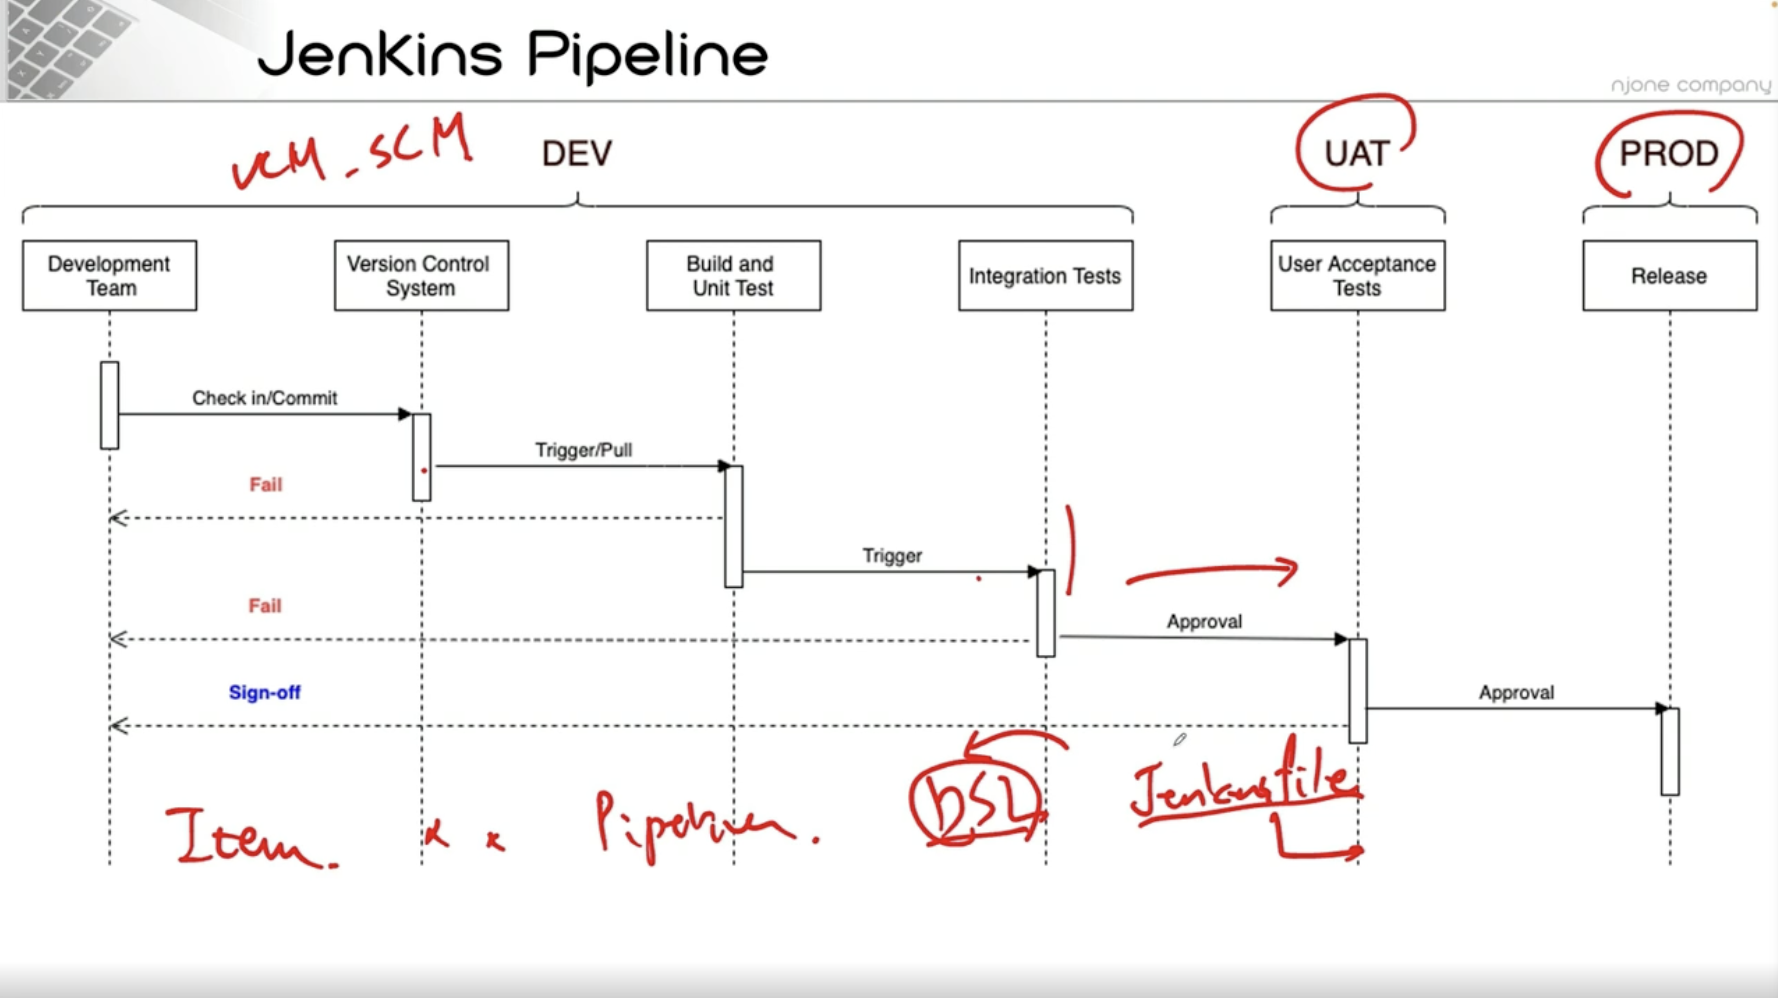 JenKins Pipeline
njone company
VCM - SCM
DEV
UAT
PROD
Development
Team
Version Control
System
Build and
Unit Test
Integration Tests
User Acceptance
Tests
Release
Check in/Commit
Trigger/Pull
Fail
Trigger
Fail
Approval
Sign-off
Approval
Item.
x x
Pipeline.
DSL
Jenkinsfile